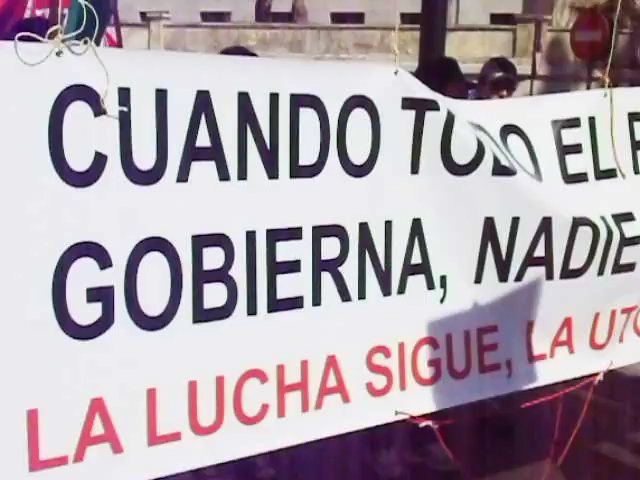 CUANDO TODO EL
GOBIERNA, NADIE
LA LUCHA SIGUE, LA